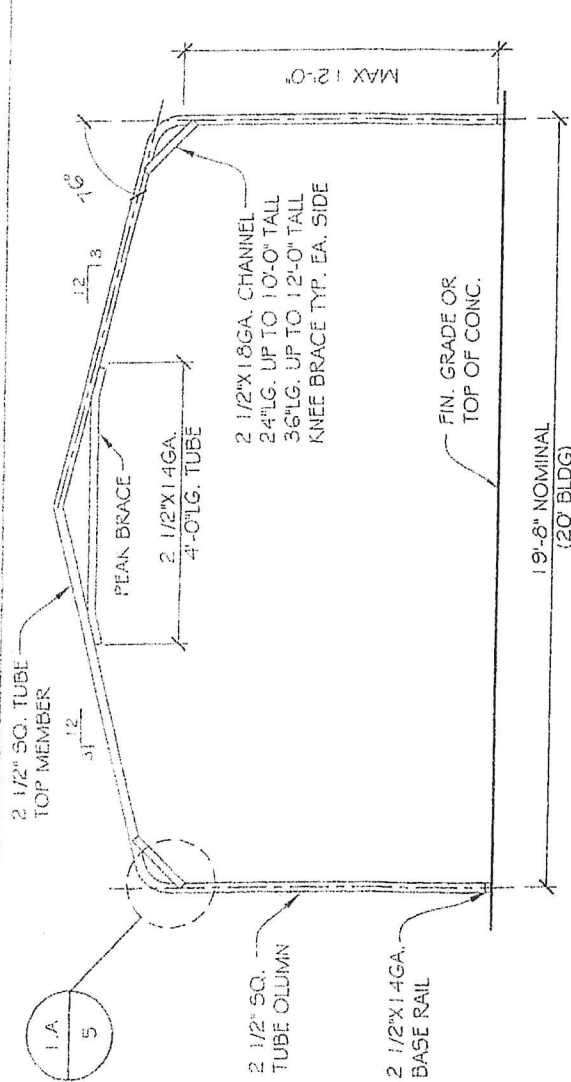 2 1/2" SQ. TUBE
TOP MEMBER
12
3
PEAK BRACE
2 1/2"X14GA.
4'-0"LG. TUBE
12
3
MAX 12'-0"
2 1/2"X18GA. CHANNEL
24"LG. UP TO 10'-0" TALL
36"LG. UP TO 12'-0" TALL
KNEE BRACE TYP. EA. SIDE
1A
5
2 1/2" SQ.
TUBE OLUMN
2 1/2"X14GA.
BASE RAIL
FIN. GRADE OR
TOP OF CONC.
19'-8" NOMINAL
(20' BLDG)